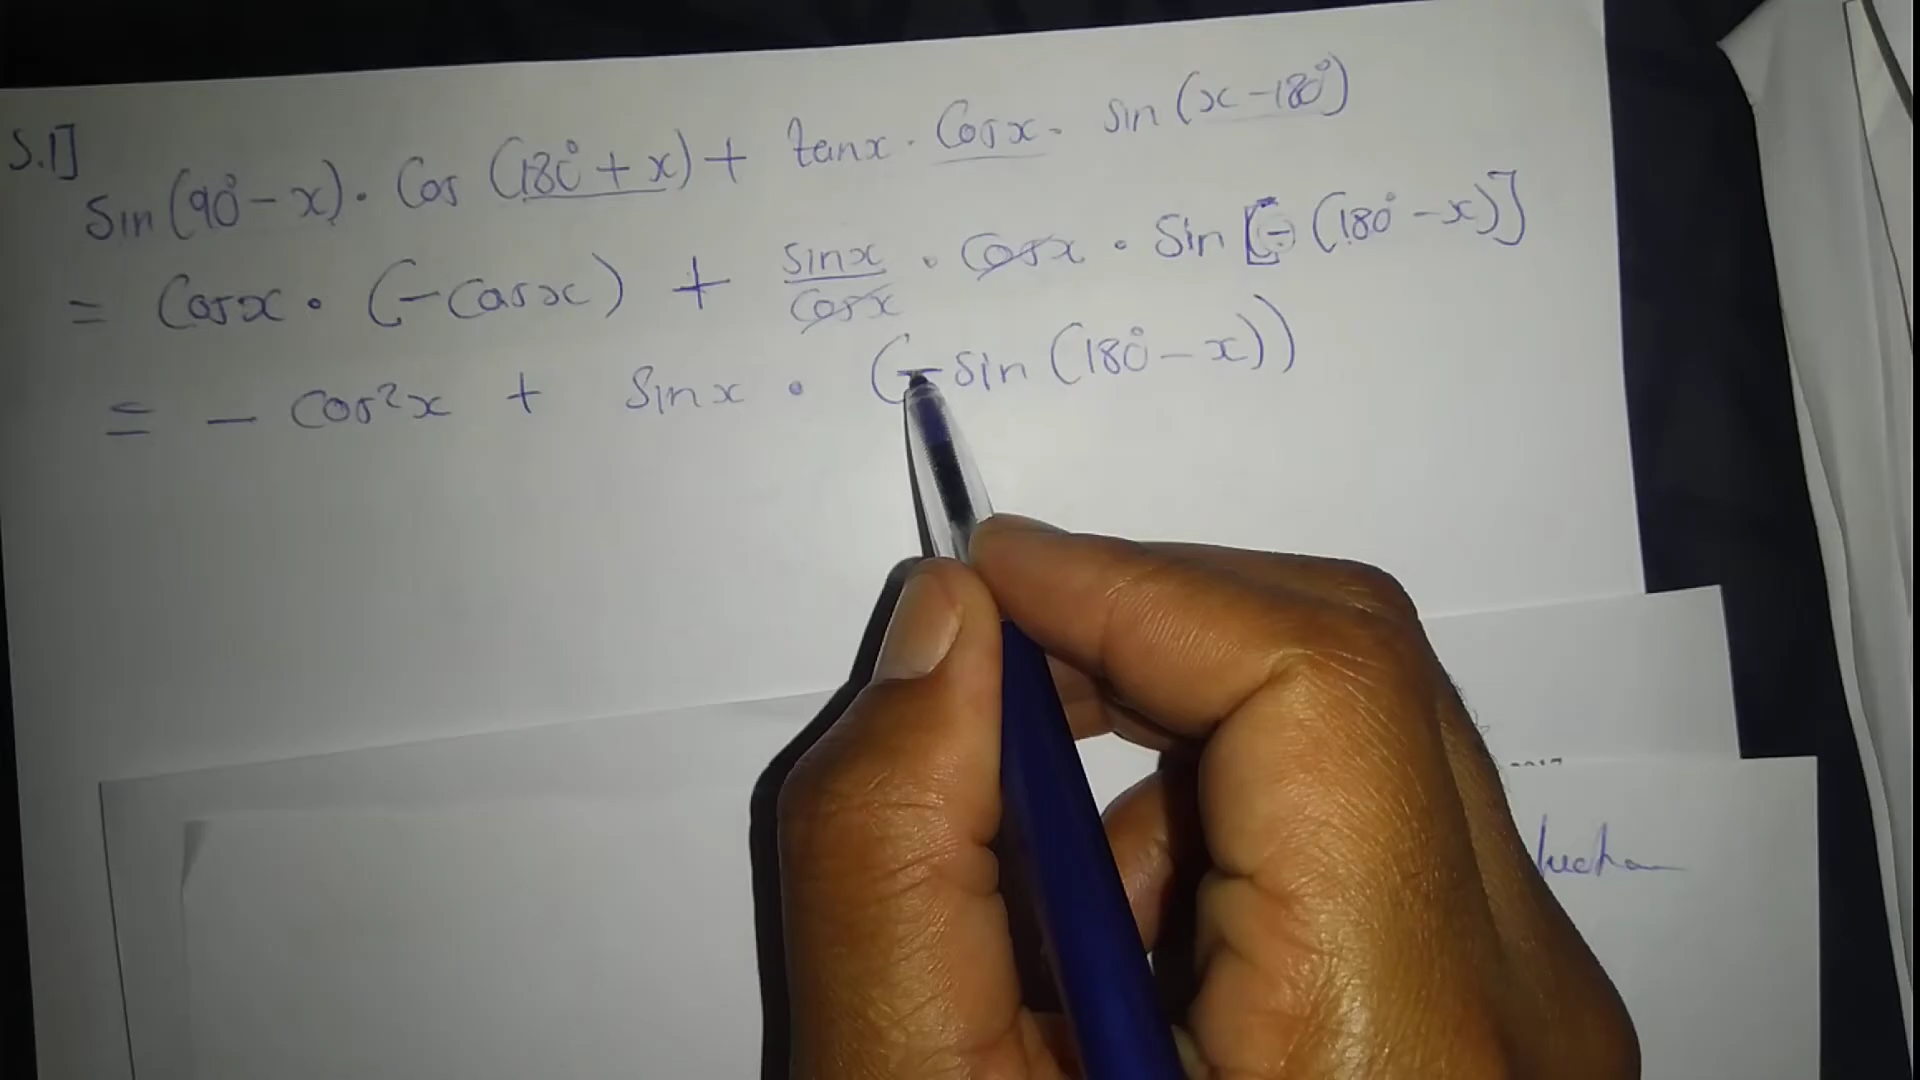 5.1]
sin(90°-x)·Cos(180°+x)+ tanx·Cosx·sin(x-180°)
= Cosx·(-Cosx) + sinx/cosx·Cosx·Sin[-(180°-x)]
= - Cos²x + Sinx·(-sin(180°-x))